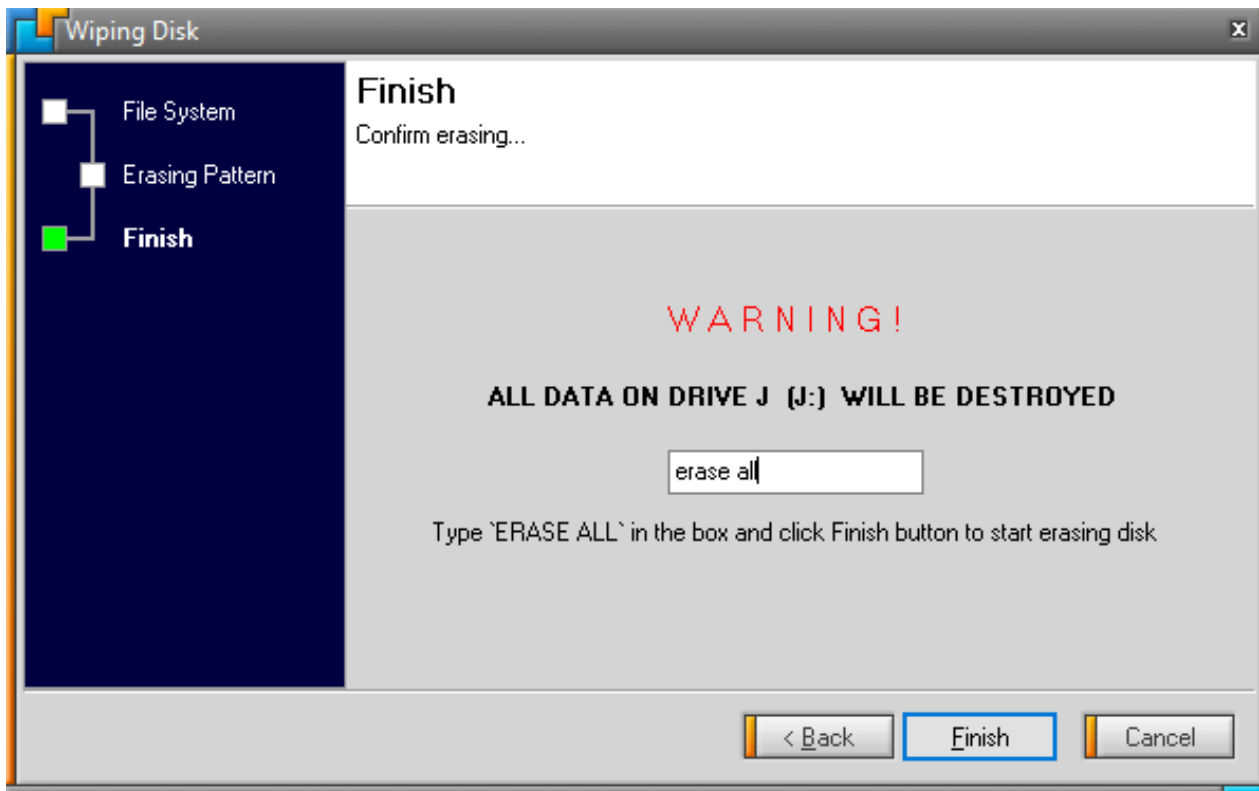 Wiping Disk
x
File System
Erasing Pattern
Finish
Finish
Confirm erasing...
WARNING!
ALL DATA ON DRIVE J (J:) WILL BE DESTROYED
erase all
Type `ERASE ALL` in the box and click Finish button to start erasing disk
< Back
Finish
Cancel